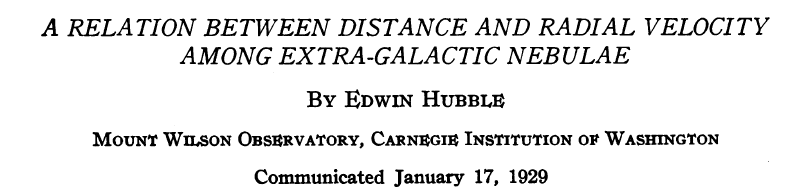 A RELATION BETWEEN DISTANCE AND RADIAL VELOCITY
AMONG EXTRA-GALACTIC NEBULAE
BY EDWIN HUBBLE
MOUNT WILSON OBSERVATORY, CARNEGIE INSTITUTION OF WASHINGTON
Communicated January 17, 1929